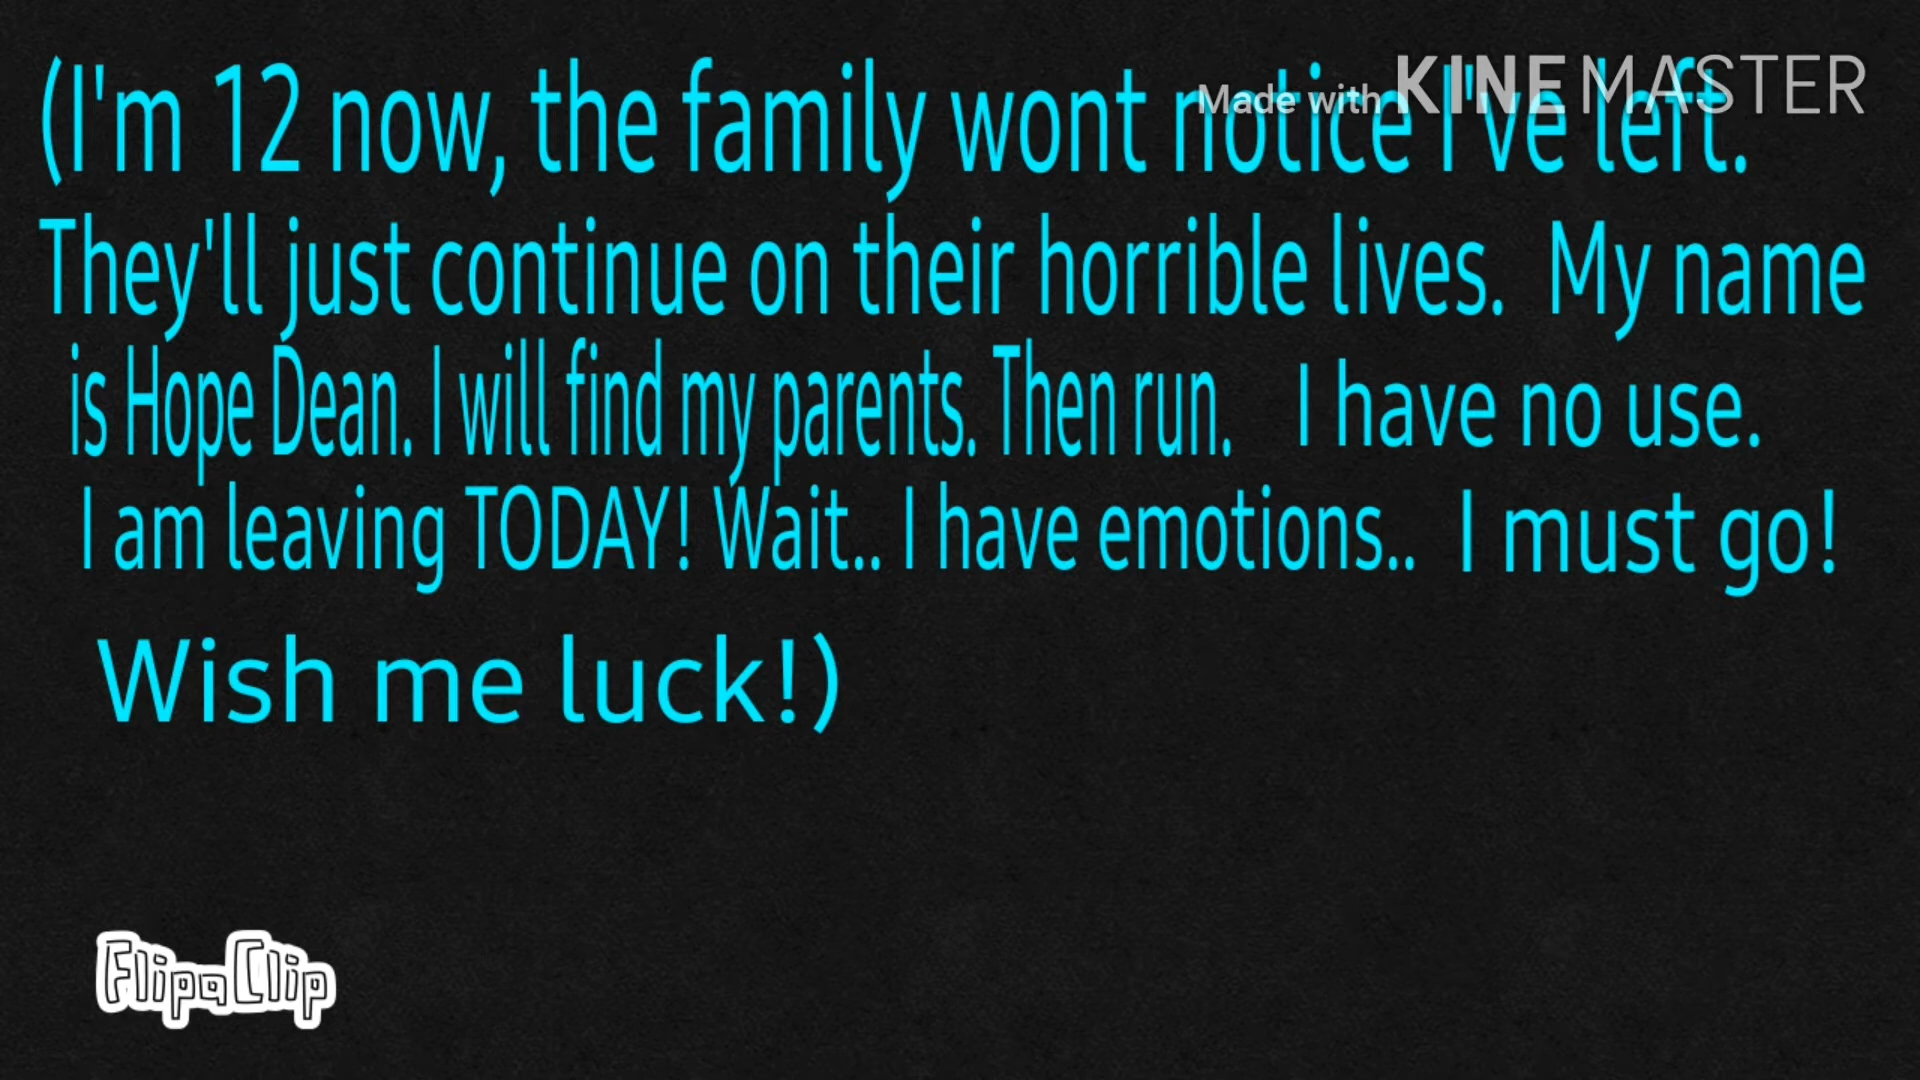 (I'm 12 now, the family wont notice I've left.
Made with KINEMASTER
They'll just continue on their horrible lives. My name
is Hope Dean. I will find my parents. Then run. I have no use.
I am leaving TODAY! Wait.. I have emotions.. I must go!
Wish me luck!)
FlipaClip